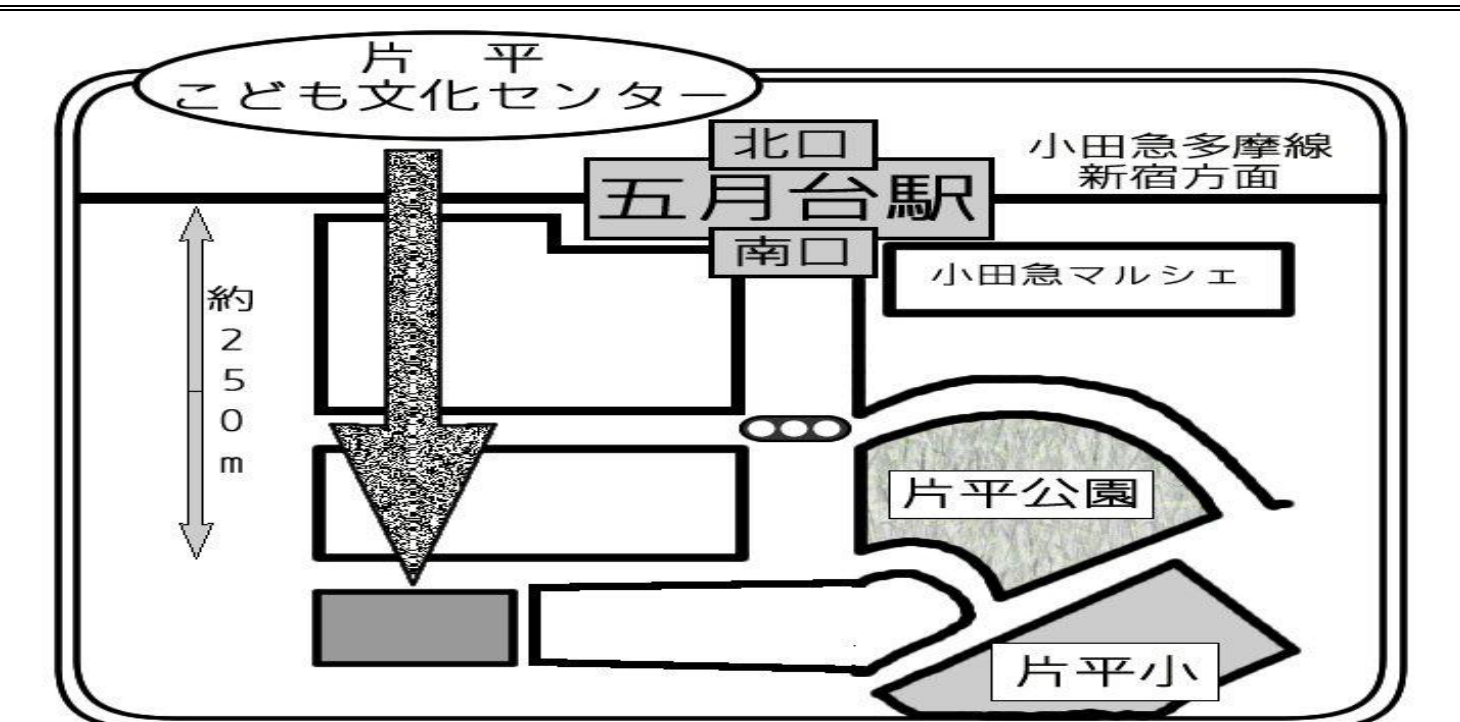 片　平
こども文化センター
北口
五月台駅
南口
小田急多摩線
新宿方面
小田急マルシェ
約250m
片平公園
片平小